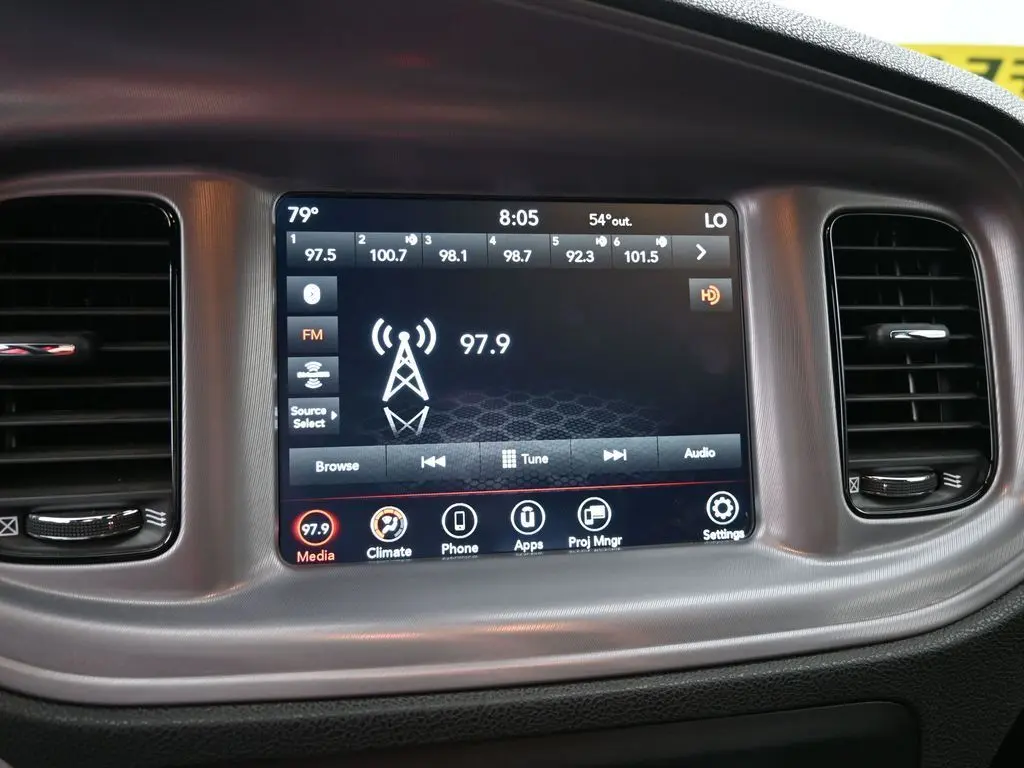 79° 8:05 54°out. LO
1 2 3 4 5 6
97.5 100.7 98.1 98.7 92.3 101.5
HD
FM
97.9
Source
Select
Browse Tune Audio
97.9
Media Climate Phone Apps Proj Mngr Settings